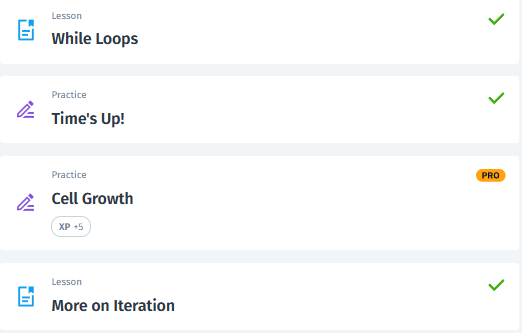 Lesson
While Loops
Practice
Time's Up!
Practice
PRO
Cell Growth
XP +5
Lesson
More on Iteration